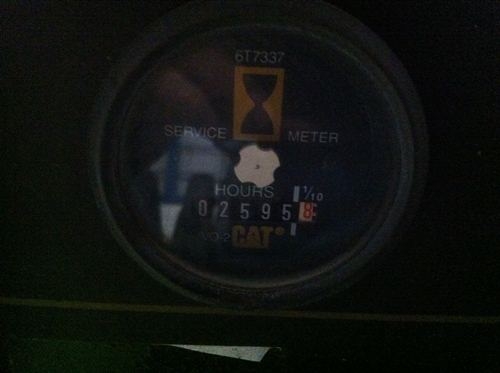 6T7337
SERVICE METER
HOURS 1/10
025958
CAT